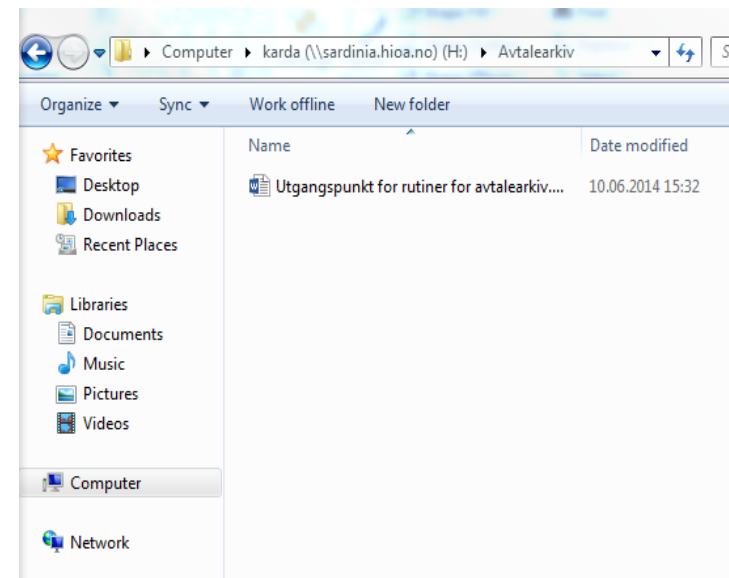 Computer karda (\\sardinia.hioa.no) (H:) Avtalearkiv
Organize Sync Work offline New folder
Favorites
Desktop
Downloads
Recent Places
Libraries
Documents
Music
Pictures
Videos
Computer
Network
Name Date modified
Utgangspunkt for rutiner for avtalearkiv.... 10.06.2014 15:32